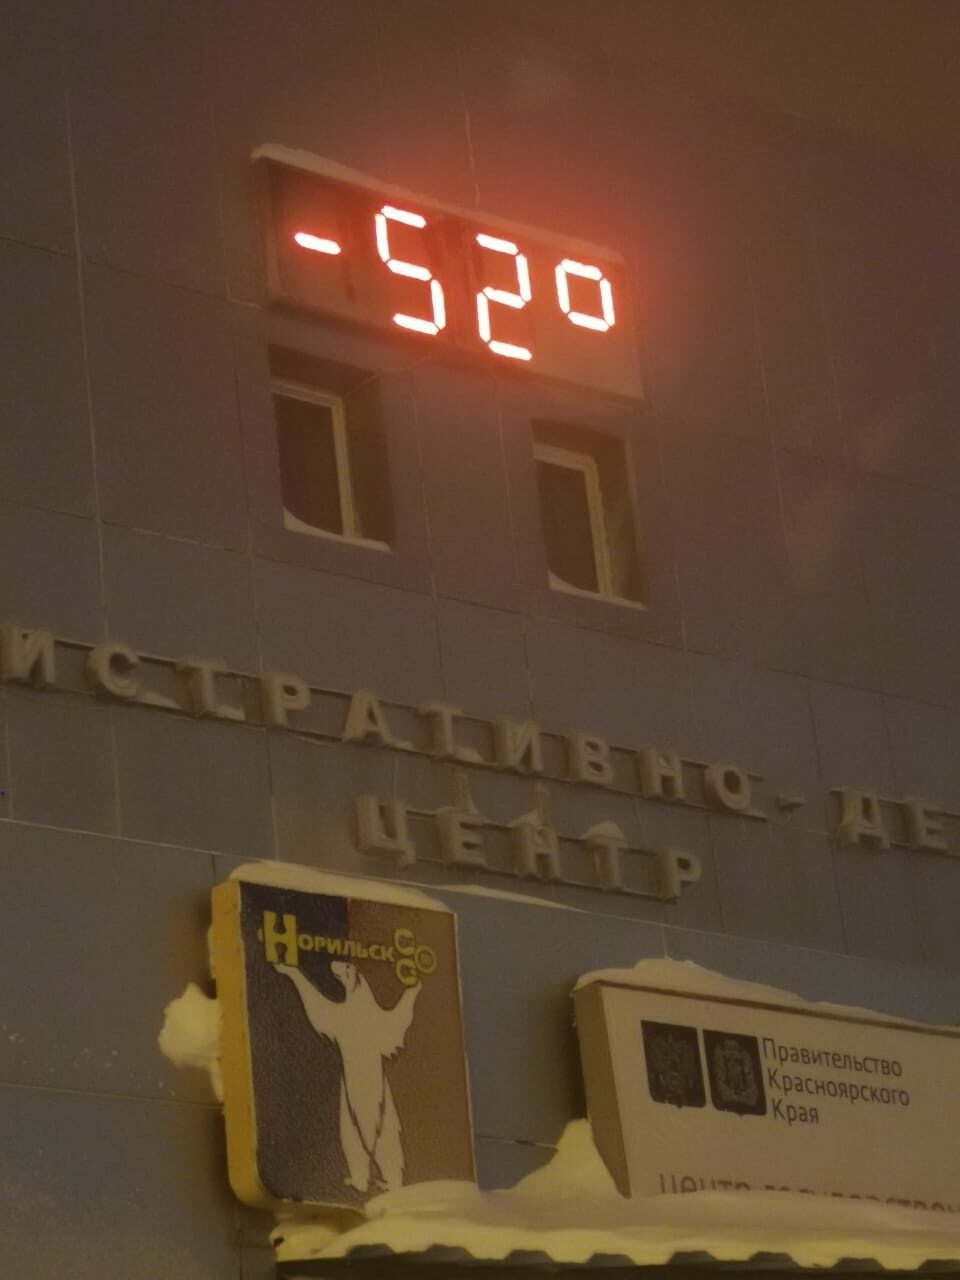 -52°
ИСТРАТИВНО-ДЕ
ЦЕНТР
НОРИЛЬСК
Правительство
Красноярского
Края